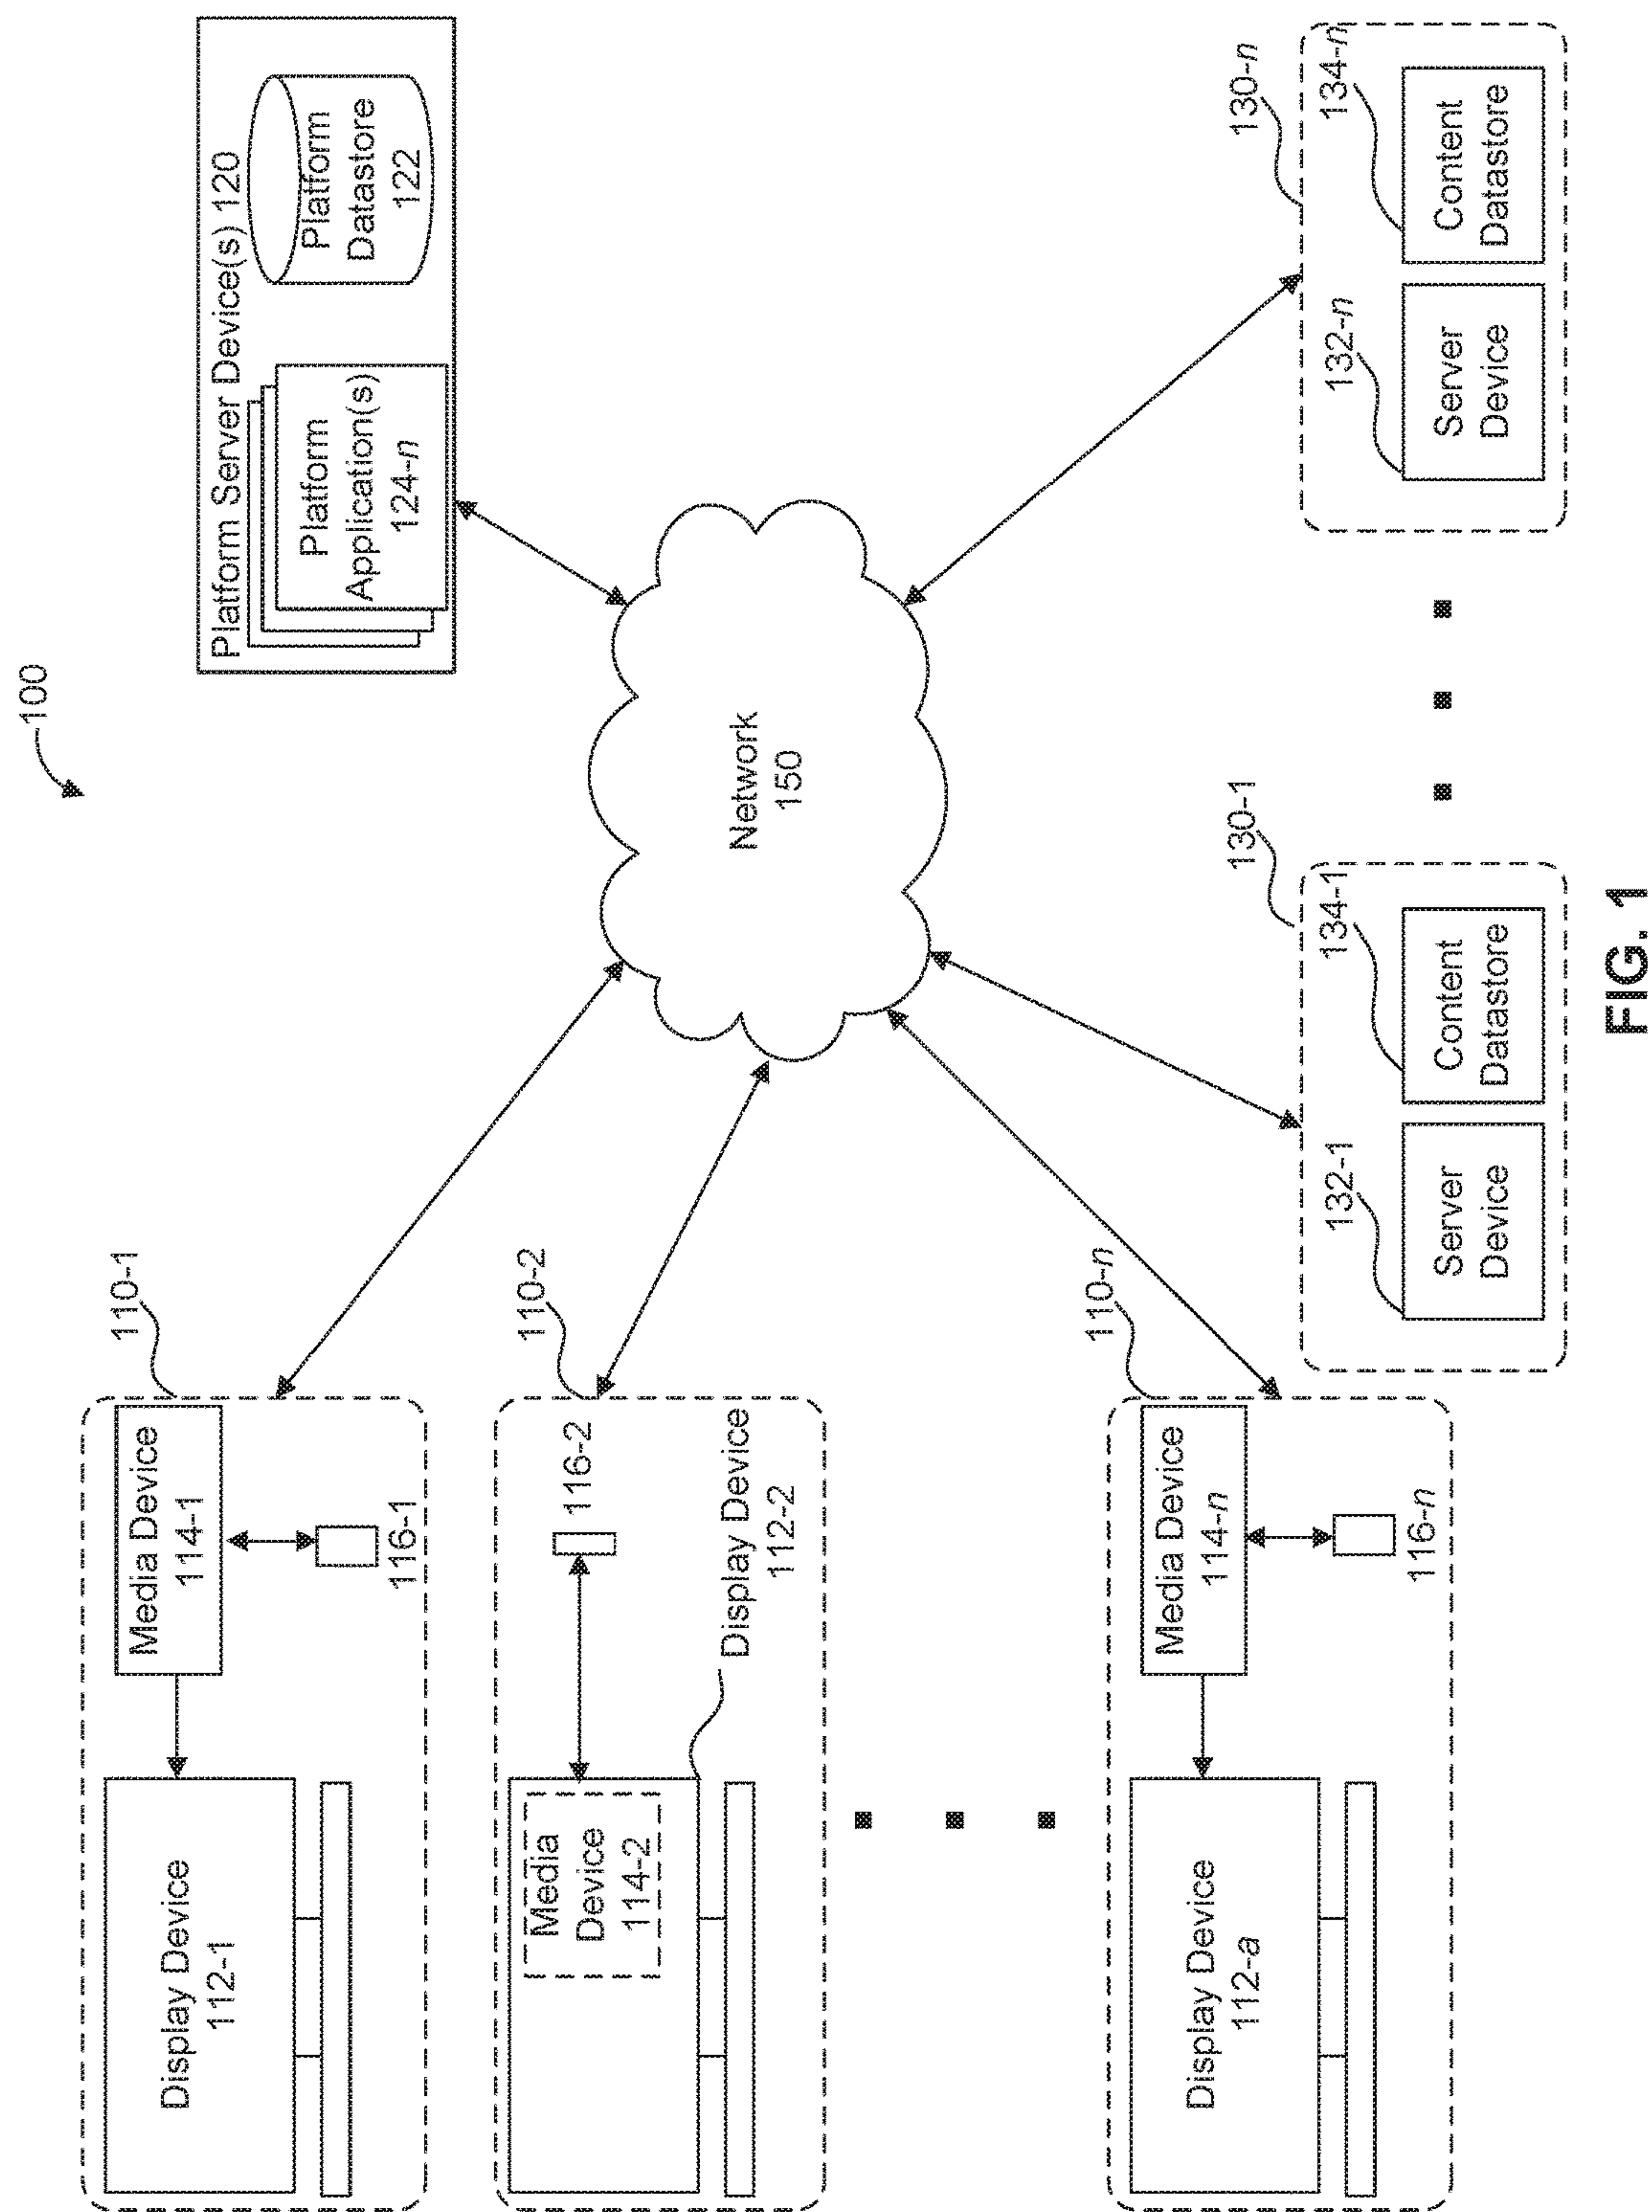 100
110-1
Display Device
112-1
Media Device
114-1
116-1
110-2
Media
Device
114-2
116-2
Display Device
112-2
110-n
Display Device
112-a
Media Device
114-n
116-n
Platform Server Device(s) 120
Platform
Application(s)
124-n
Platform
Datastore
122
Network
150
130-1
132-1
Server
Device
134-1
Content
Datastore
130-n
132-n
Server
Device
134-n
Content
Datastore
FIG. 1